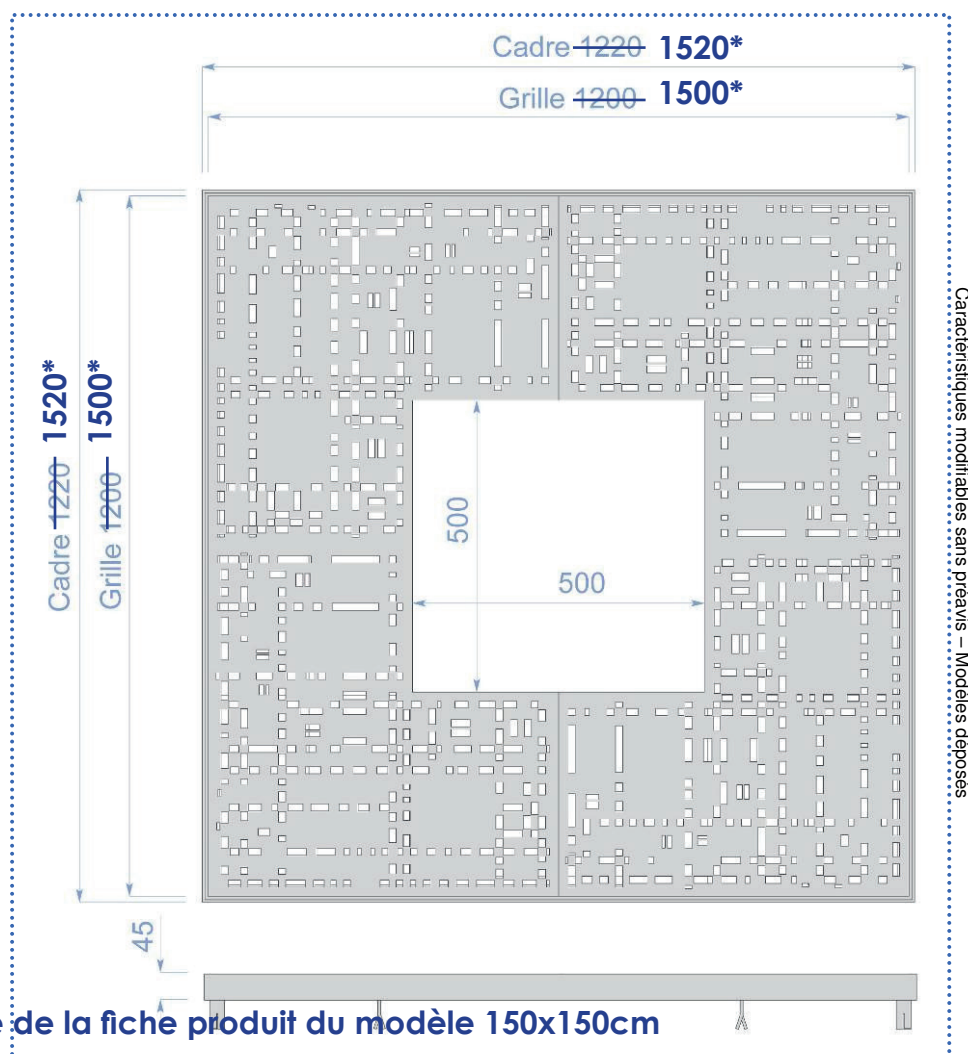 Cadre 1220 1520*
Grille 1200 1500*
Cadre 1220 1520*
Grille 1200 1500*
500
500
45
de la fiche produit du modèle 150x150cm
Caractéristiques modifiables sans préavis – Modèles déposés